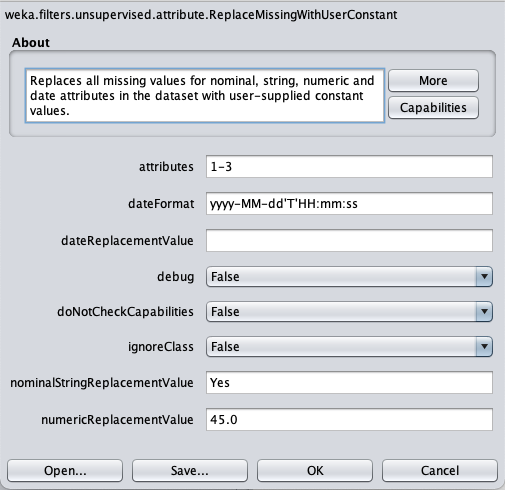 weka.filters.unsupervised.attribute.ReplaceMissingWithUserConstant
About
Replaces all missing values for nominal, string, numeric and
date attributes in the dataset with user-supplied constant
values.
More
Capabilities
attributes 1-3
dateFormat yyyy-MM-dd'T'HH:mm:ss
dateReplacementValue
debug False
doNotCheckCapabilities False
ignoreClass False
nominalStringReplacementValue Yes
numericReplacementValue 45.0
Open... Save... OK Cancel